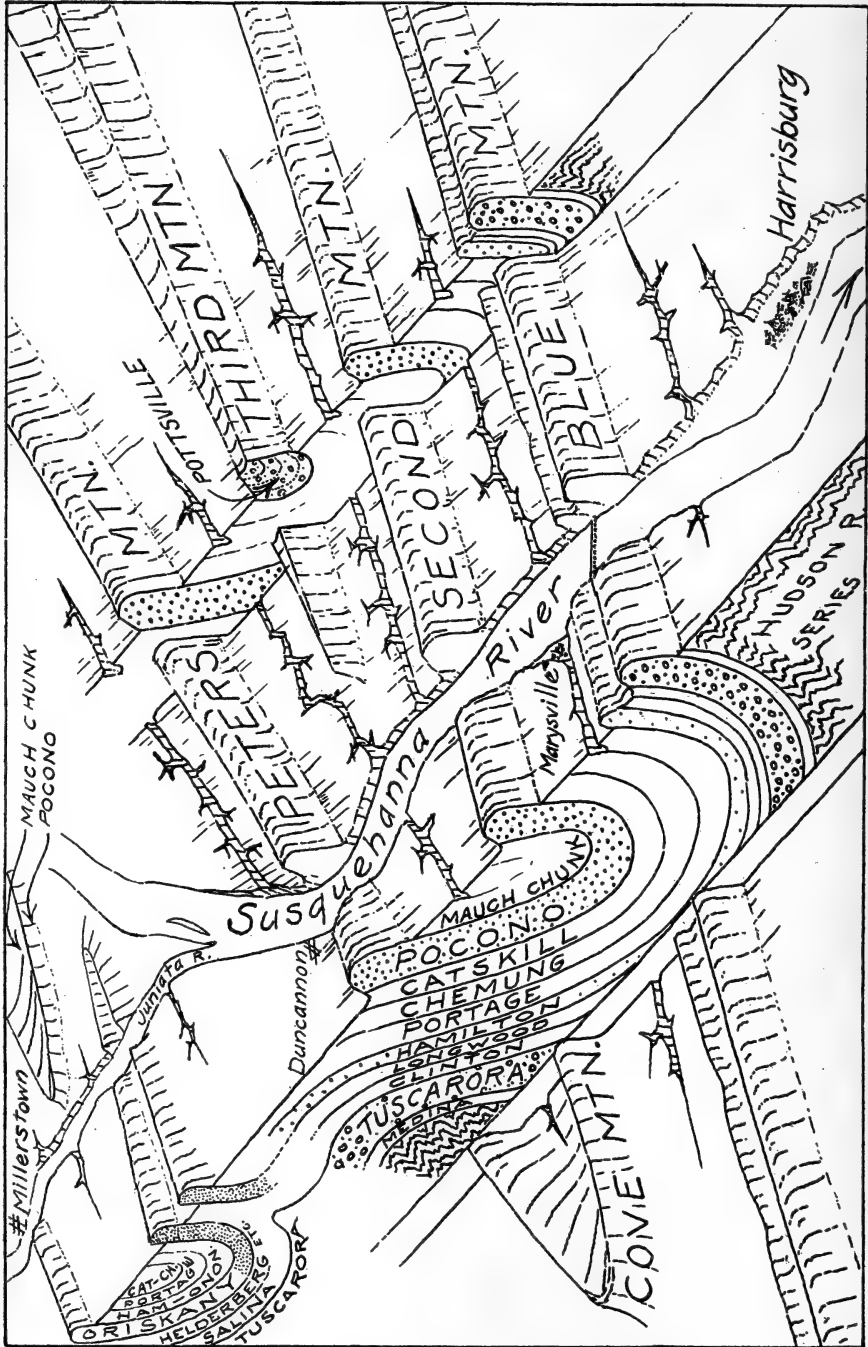 MAUCH CHUNK
POCONO
#Millerstown
Juniata R.
Susquehanna River
Duncannon #
Marysville
Harrisburg
PETERS MTN.
POTTSVILLE
THIRD MTN
SECOND MTN.
BLUE MTN.
COVE MTN.
MAUCH CHUNK
POCONO
CATSKILL
CHEMUNG
PORTAGE
HAMILTON
LONGWOOD
CLINTON
TUSCARORA
MEDINA
HUDSON R.
SERIES
CAT-CH.
PORTAGE
ORISKANY
HELDERBERG ETC.
SALINA
TUSCARORA